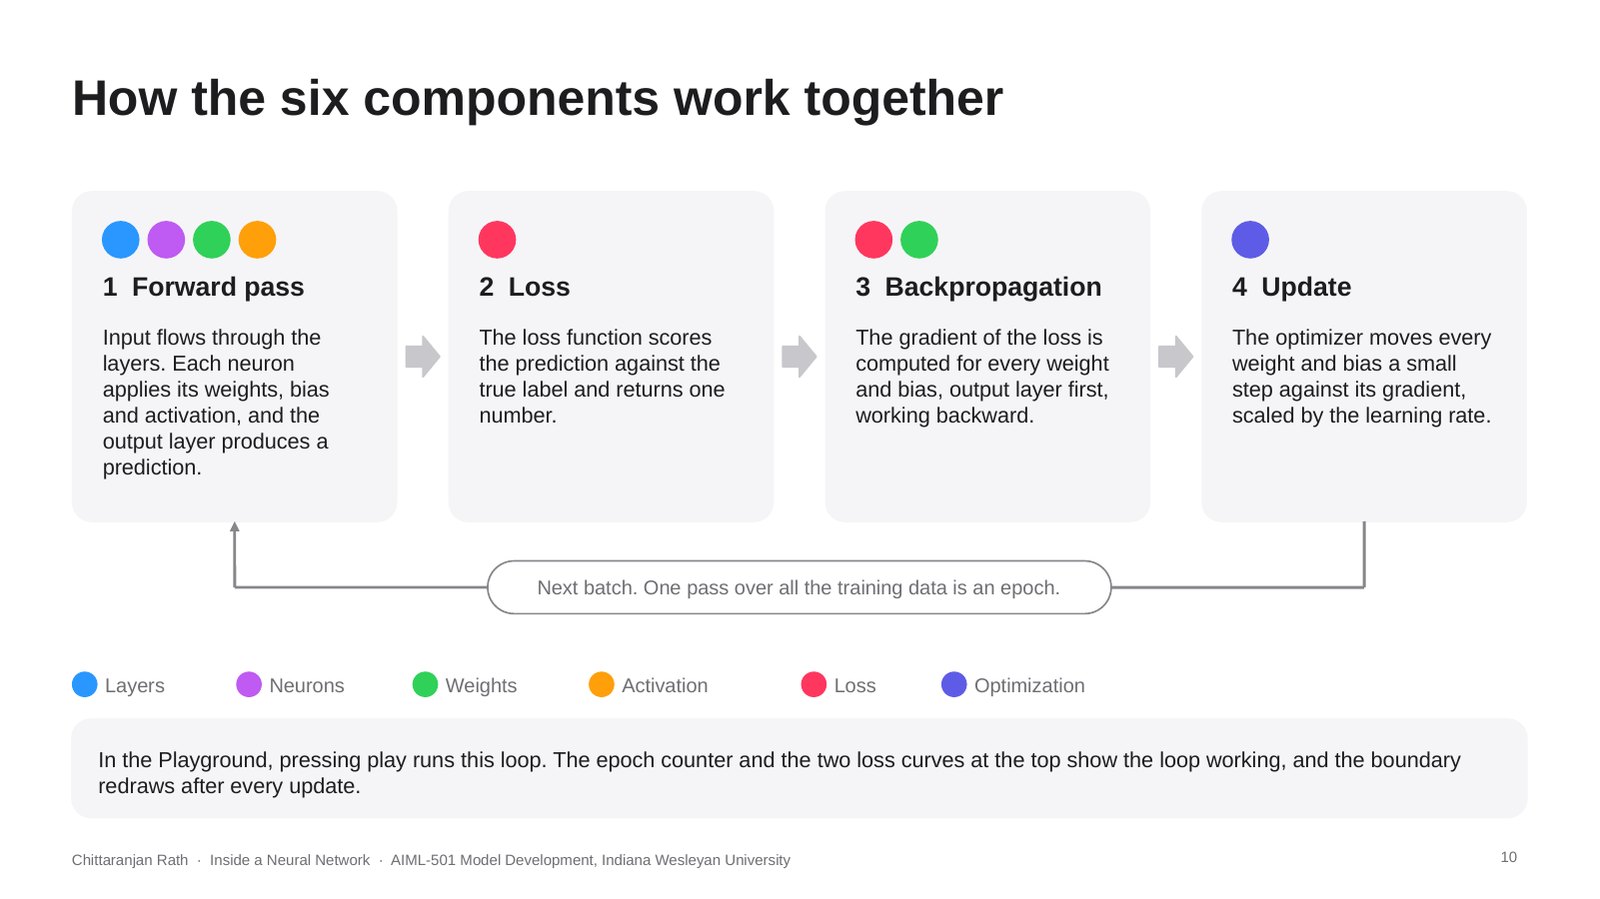 How the six components work together
1 Forward pass
Input flows through the
layers. Each neuron
applies its weights, bias
and activation, and the
output layer produces a
prediction.
2 Loss
The loss function scores
the prediction against the
true label and returns one
number.
3 Backpropagation
The gradient of the loss is
computed for every weight
and bias, output layer first,
working backward.
4 Update
The optimizer moves every
weight and bias a small
step against its gradient,
scaled by the learning rate.
Next batch. One pass over all the training data is an epoch.
Layers
Neurons
Weights
Activation
Loss
Optimization
In the Playground, pressing play runs this loop. The epoch counter and the two loss curves at the top show the loop working, and the boundary
redraws after every update.
Chittaranjan Rath · Inside a Neural Network · AIML-501 Model Development, Indiana Wesleyan University
10